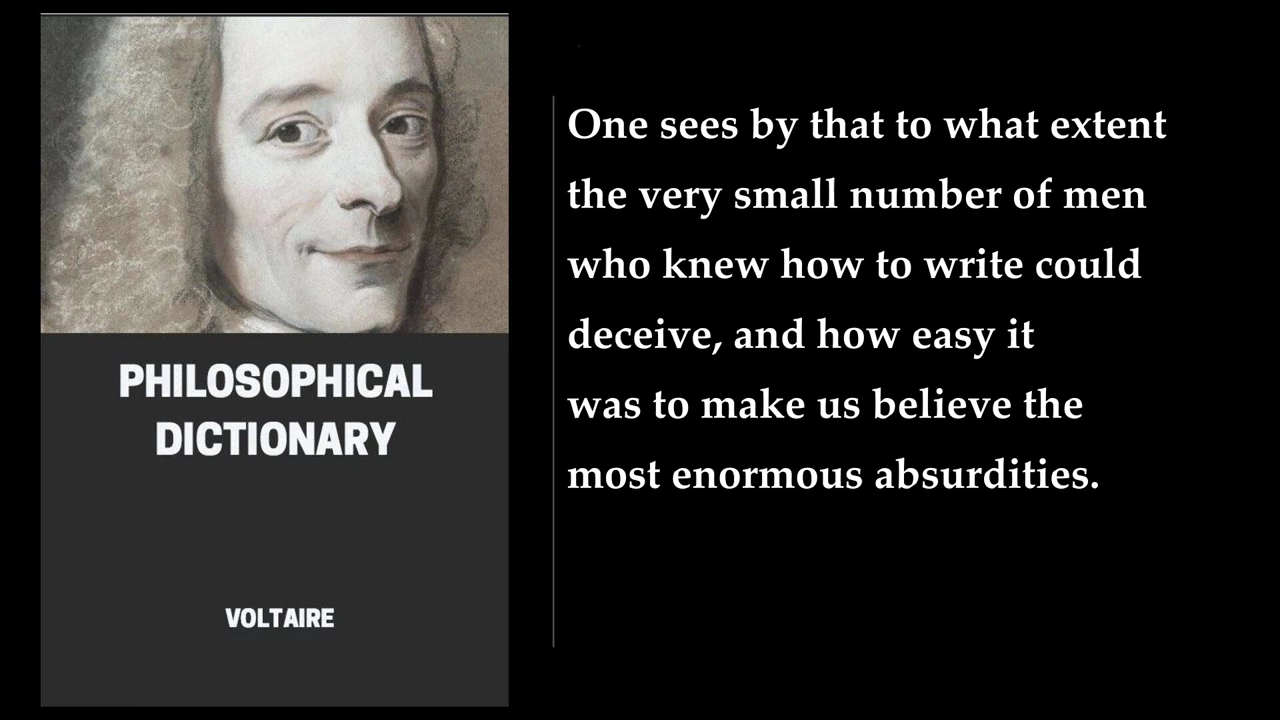 PHILOSOPHICAL
DICTIONARY
VOLTAIRE
One sees by that to what extent
the very small number of men
who knew how to write could
deceive, and how easy it
was to make us believe the
most enormous absurdities.